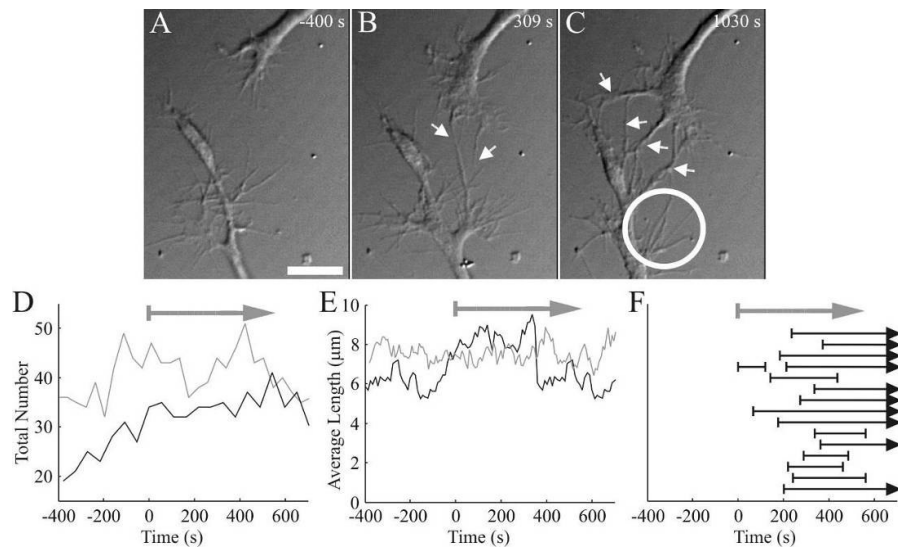 A
-400 s
B
309 s
C
1030 s
D
Total Number
50
40
30
20
-400 -200 0 200 400 600
Time (s)
E
Average Length (μm)
10
8
6
4
2
0
-400 -200 0 200 400 600
Time (s)
F
-400 -200 0 200 400 600
Time (s)